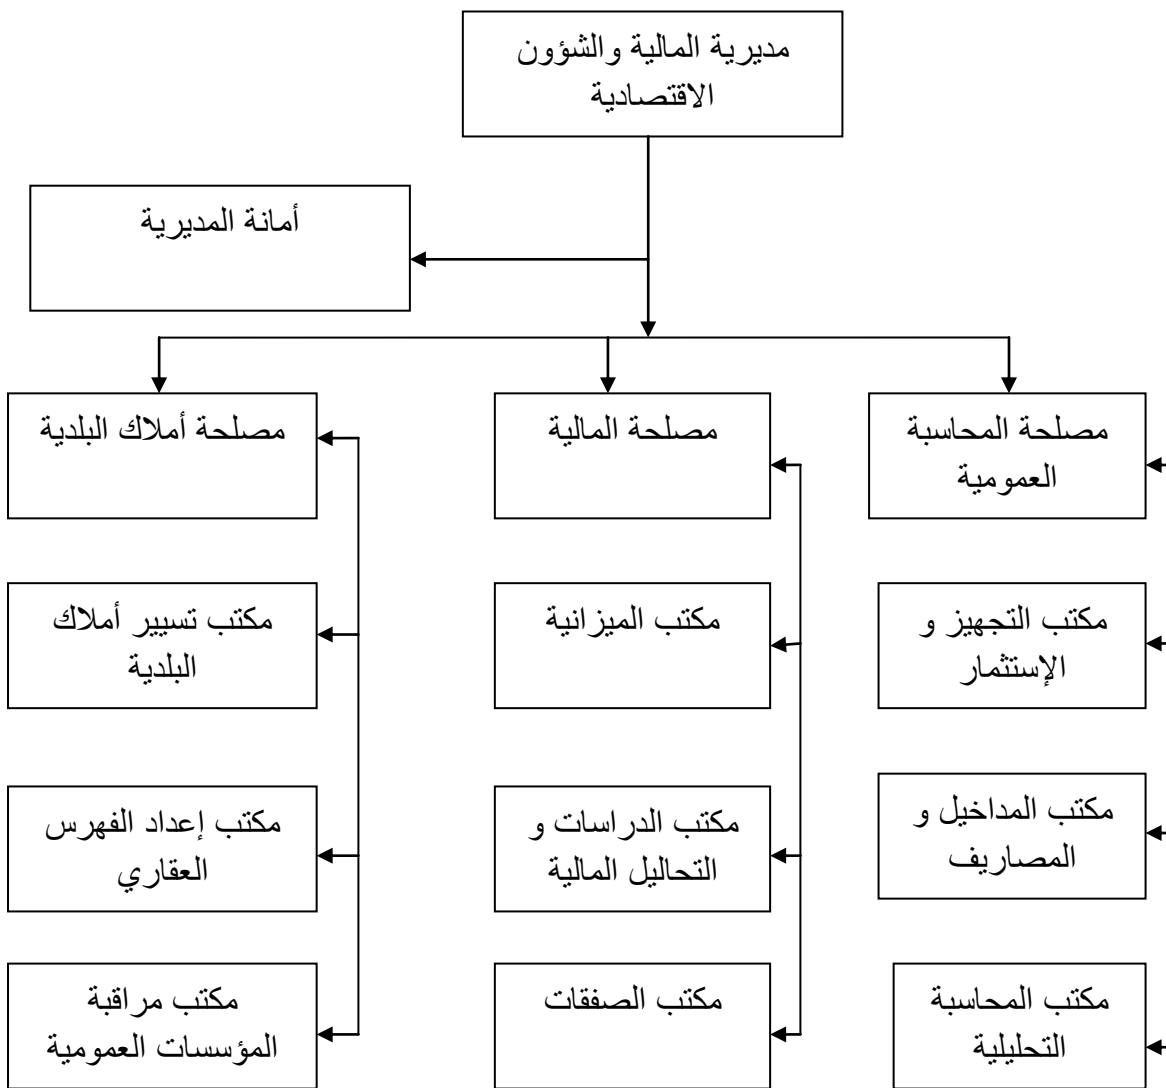 مديرية المالية والشؤون
الاقتصادية
أمانة المديرية
مصلحة المحاسبة
العمومية
مصلحة المالية
مصلحة أملاك البلدية
مكتب التجهيز و
الإستثمار
مكتب الميزانية
مكتب تسيير أملاك
البلدية
مكتب المداخيل و
المصاريف
مكتب الدراسات و
التحاليل المالية
مكتب إعداد الفهرس
العقاري
مكتب المحاسبة
التحليلية
مكتب الصفقات
مكتب مراقبة
المؤسسات العمومية